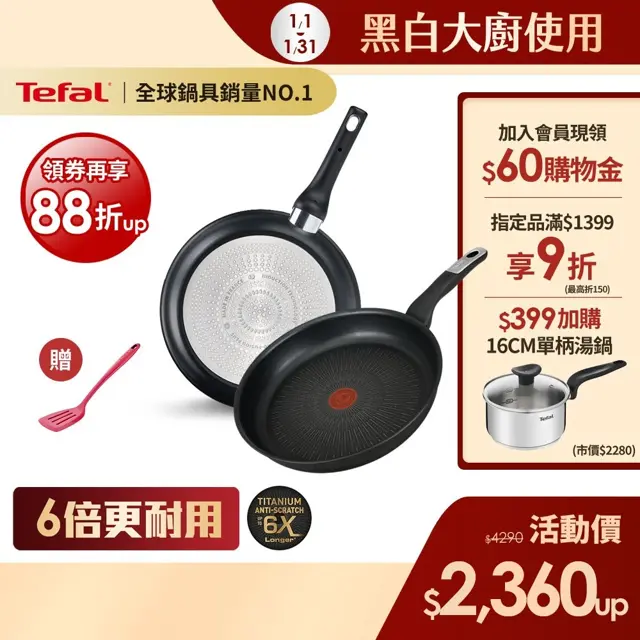 1/1
1/31
黑白大廚使用
Tefal 全球鍋具銷量NO.1
領券再享
88折up
加入會員現領
$60購物金
指定品滿$1399
享9折
(最高折150)
$399加購
16CM單柄湯鍋
Tefal
(市價$2280)
贈
6倍更耐用
TITANIUM
ANTI-SCRATCH
UP TO 6X
Longer
$4290 活動價
$2,360up